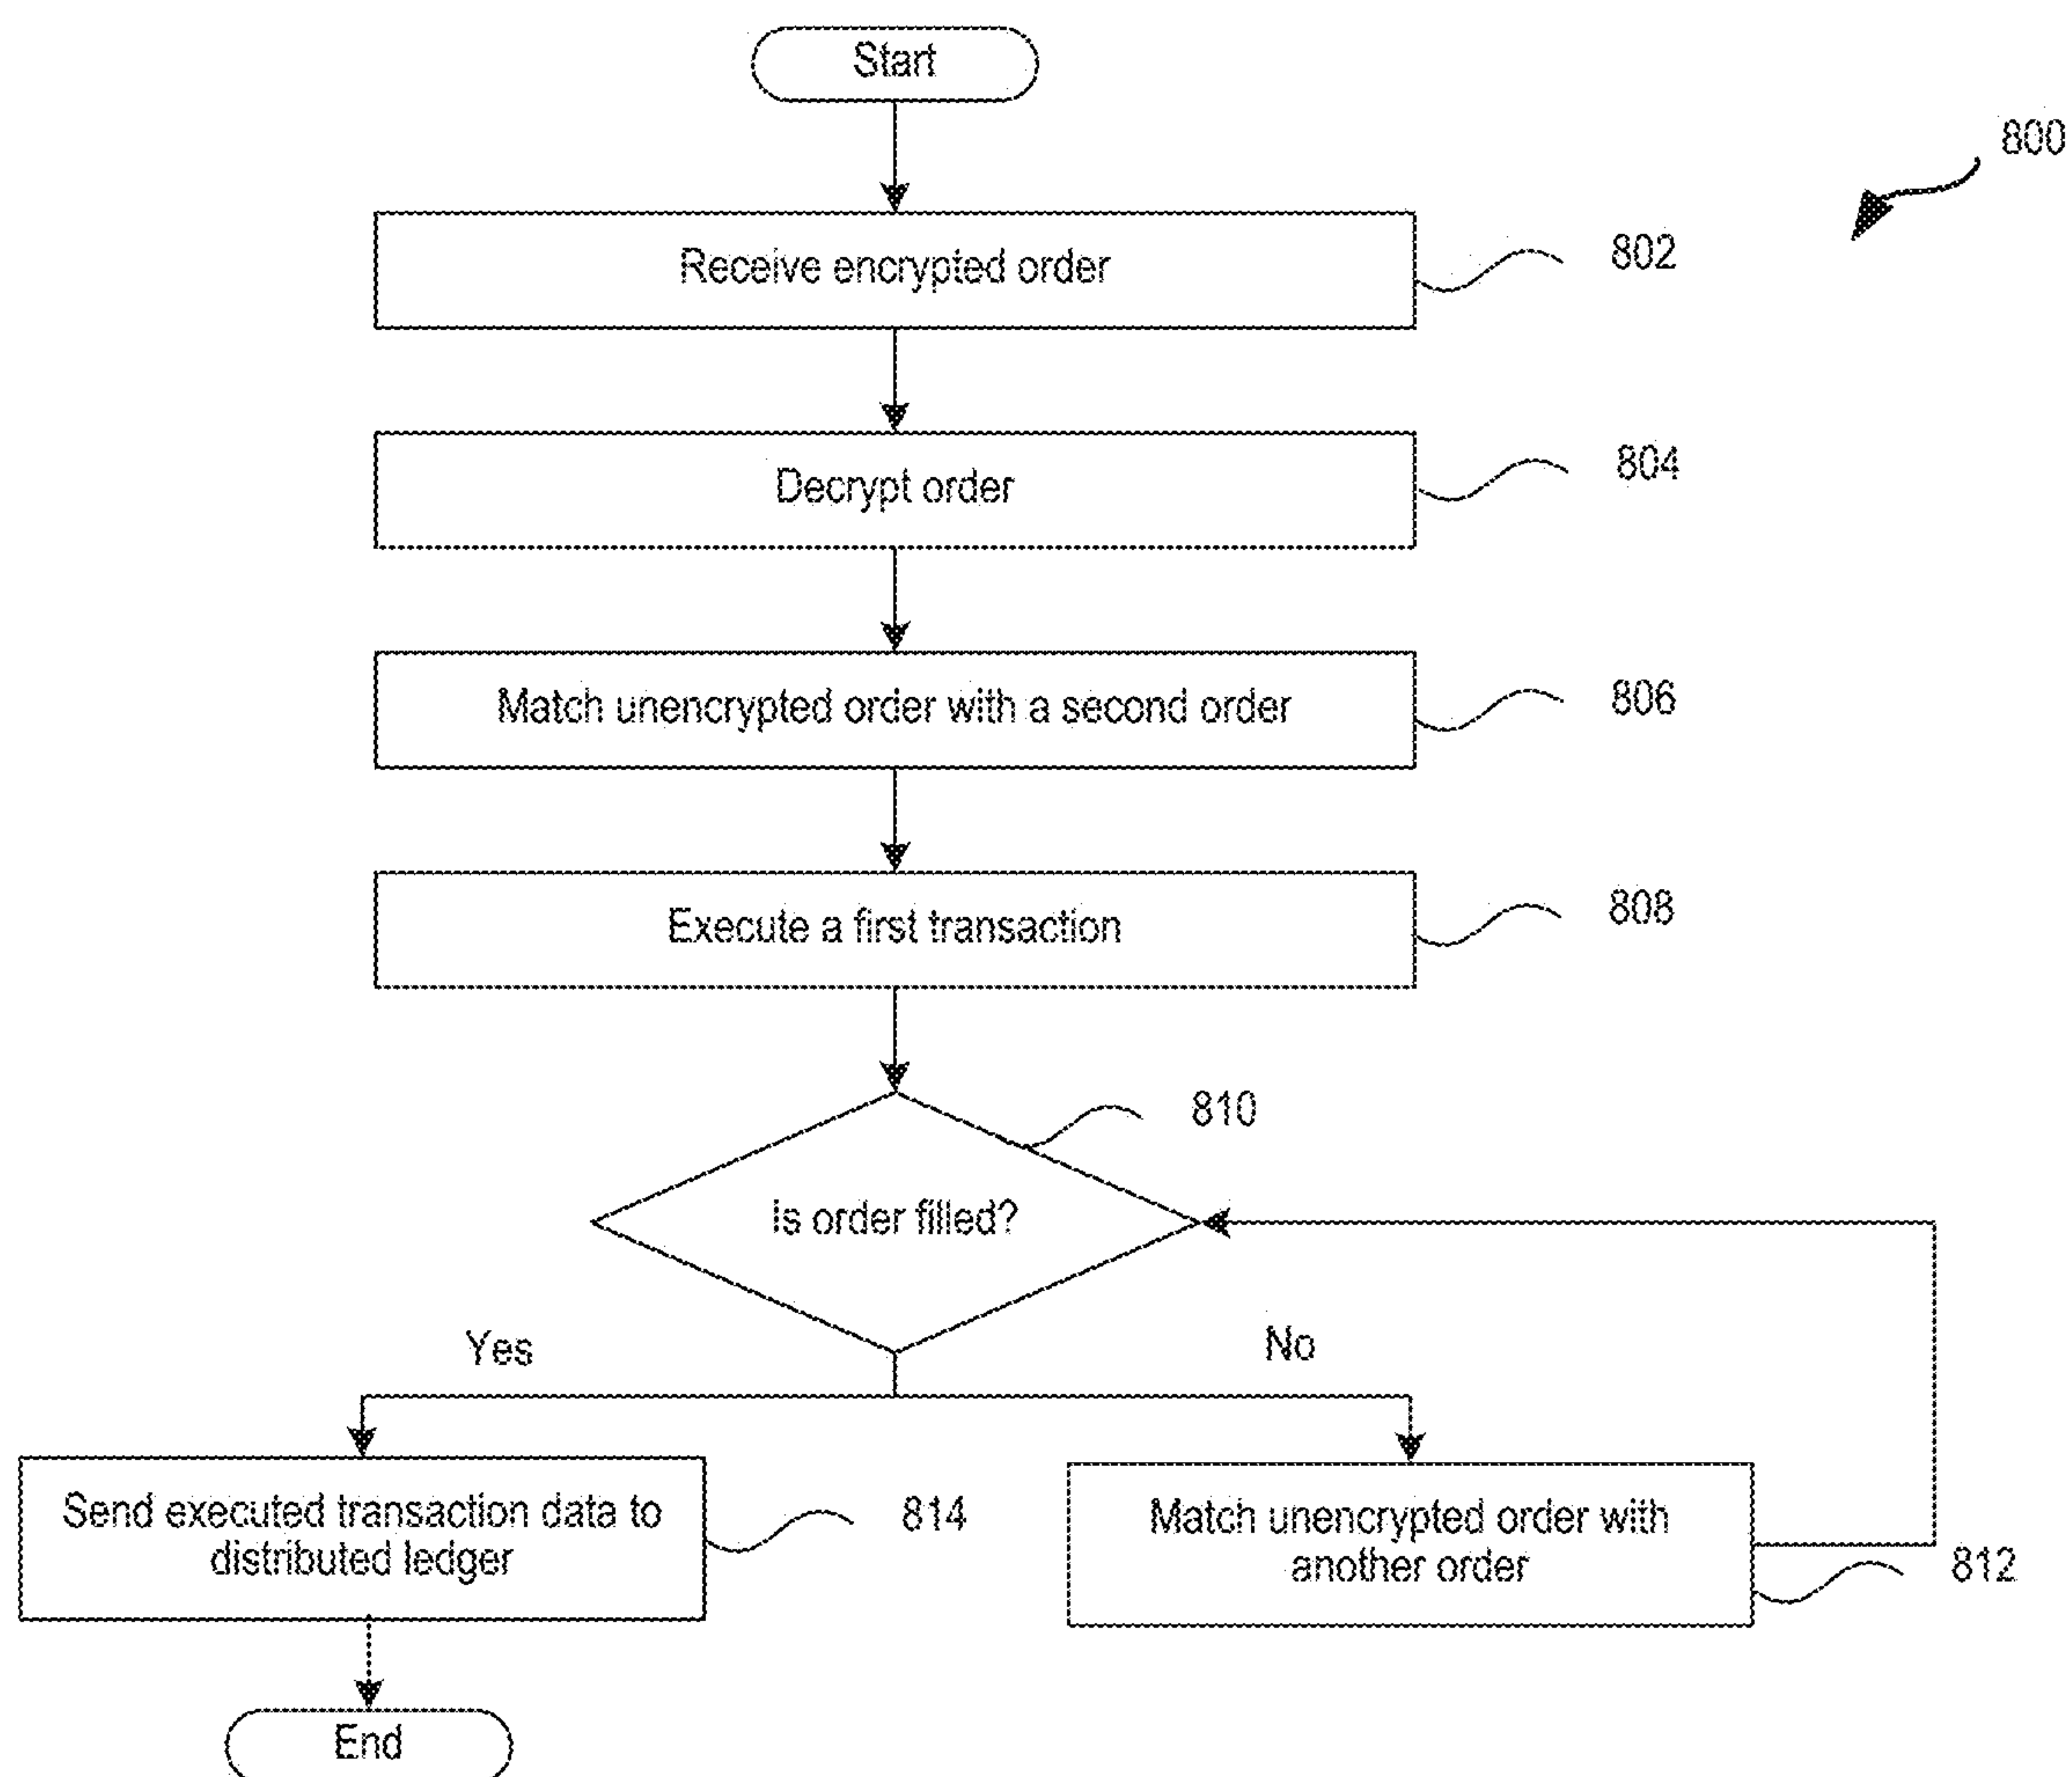 Start
800
Receive encrypted order
802
Decrypt order
804
Match unencrypted order with a second order
806
Execute a first transaction
808
810
Is order filled?
Yes
No
Send executed transaction data to
distributed ledger
814
Match unencrypted order with
another order
812
End